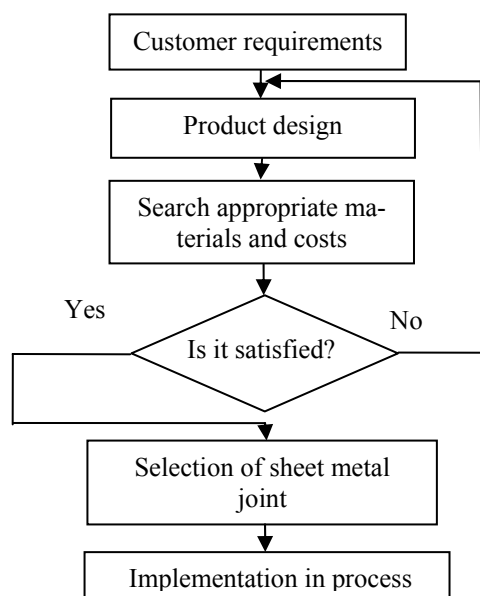 Customer requirements
Product design
Search appropriate ma-
terials and costs
Yes
No
Is it satisfied?
Selection of sheet metal
joint
Implementation in process